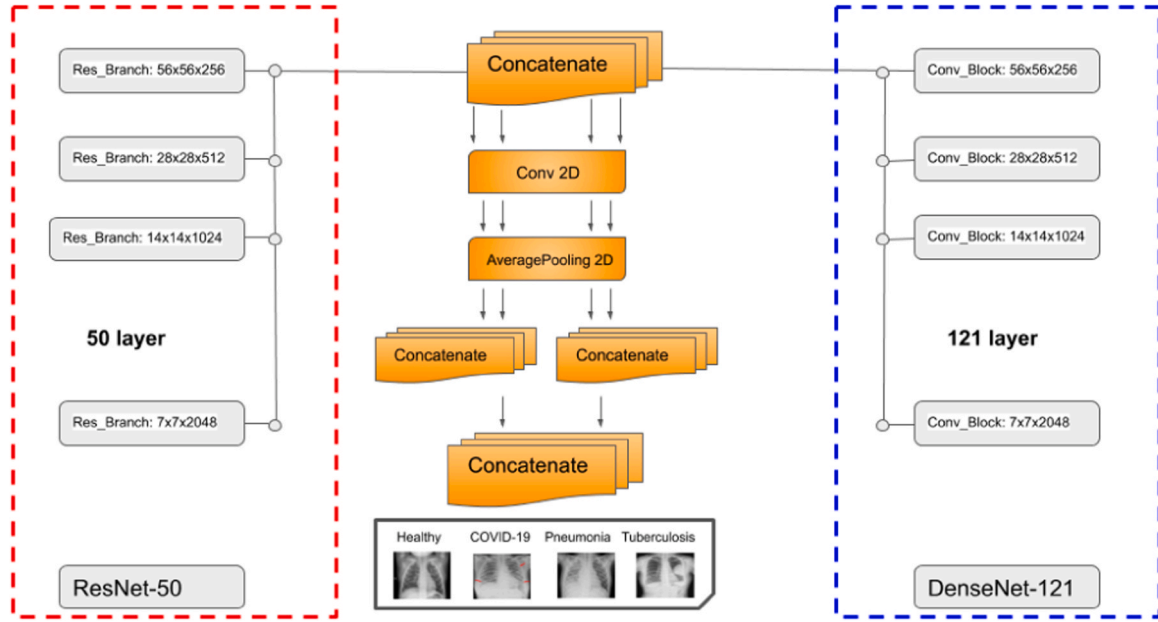 Res_Branch: 56x56x256
Res_Branch: 28x28x512
Res_Branch: 14x14x1024
50 layer
Res_Branch: 7x7x2048
ResNet-50
Concatenate
Conv 2D
AveragePooling 2D
Concatenate
Concatenate
Concatenate
Healthy
COVID-19
Pneumonia
Tuberculosis
Conv_Block: 56x56x256
Conv_Block: 28x28x512
Conv_Block: 14x14x1024
121 layer
Conv_Block: 7x7x2048
DenseNet-121